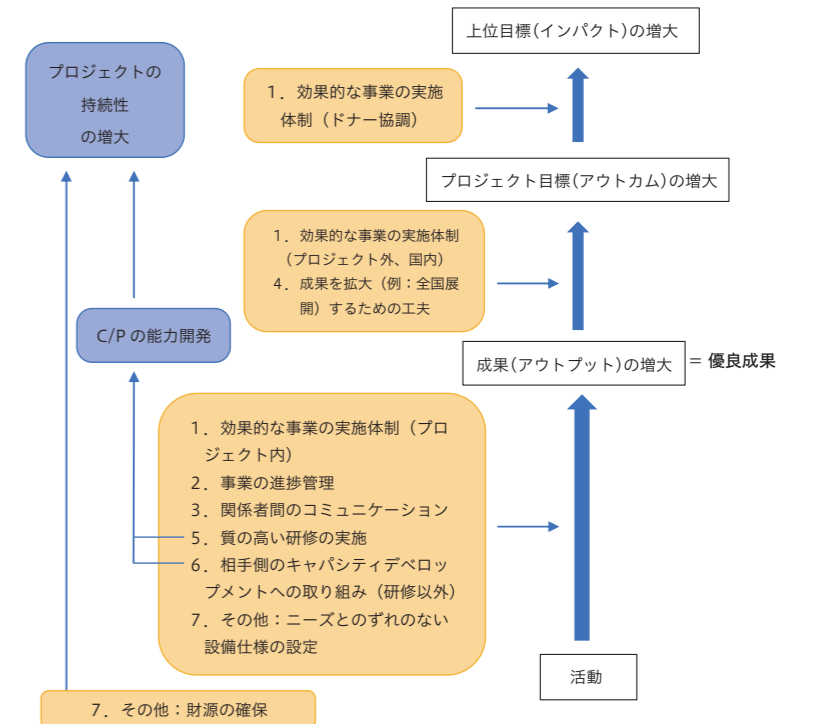 上位目標(インパクト)の増大
プロジェクトの
持続性
の増大
1．効果的な事業の実施
体制（ドナー協調）
プロジェクト目標(アウトカム)の増大
1．効果的な事業の実施体制
（プロジェクト外、国内）
4．成果を拡大（例：全国展
開）するための工夫
C/P の能力開発
成果(アウトプット)の増大
= 優良成果
1．効果的な事業の実施体制（プロ
ジェクト内）
2．事業の進捗管理
3．関係者間のコミュニケーション
5．質の高い研修の実施
6．相手側のキャパシティデベロッ
プメントへの取り組み（研修以外）
7．その他：ニーズとのずれのない
設備仕様の設定
活動
7．その他：財源の確保